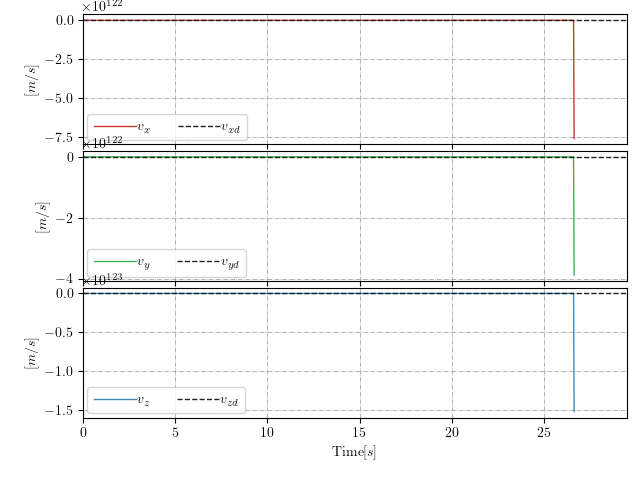 ×10^122
0.0
−2.5
−5.0
−7.5
[m/s]
v_x v_xd
×10^122
0
−2
−4
[m/s]
v_y v_yd
×10^123
0.0
−0.5
−1.0
−1.5
[m/s]
v_z v_zd
0 5 10 15 20 25
Time[s]